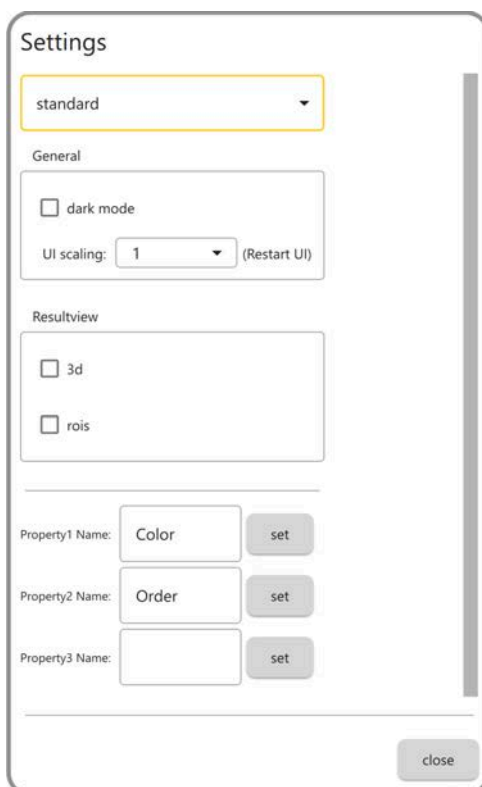 Settings
standard
General
dark mode
UI scaling: 1 (Restart UI)
Resultview
3d
rois
Property1 Name: Color set
Property2 Name: Order set
Property3 Name: set
close